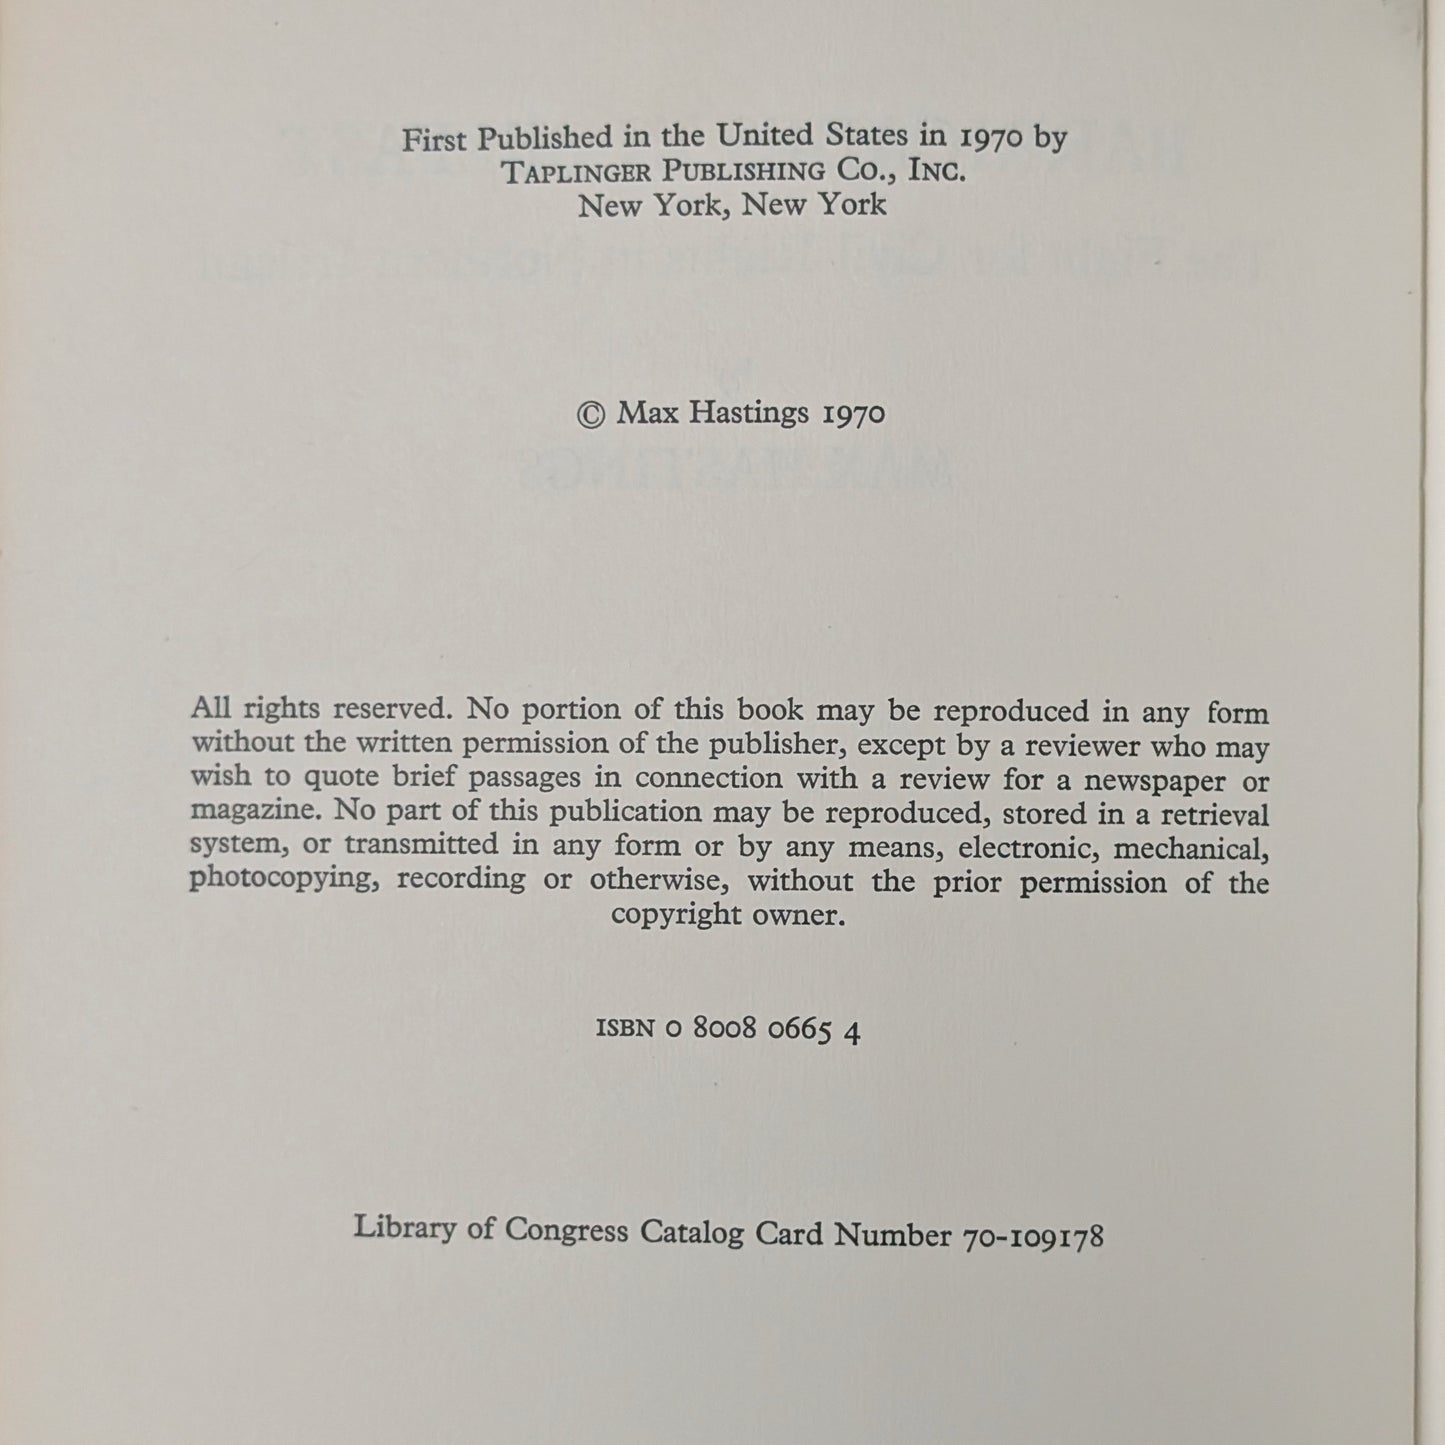 First Published in the United States in 1970 by
TAPLINGER PUBLISHING CO., INC.
New York, New York
© Max Hastings 1970
All rights reserved. No portion of this book may be reproduced in any form
without the written permission of the publisher, except by a reviewer who may
wish to quote brief passages in connection with a review for a newspaper or
magazine. No part of this publication may be reproduced, stored in a retrieval
system, or transmitted in any form or by any means, electronic, mechanical,
photocopying, recording or otherwise, without the prior permission of the
copyright owner.
ISBN 0 8008 0665 4
Library of Congress Catalog Card Number 70-109178